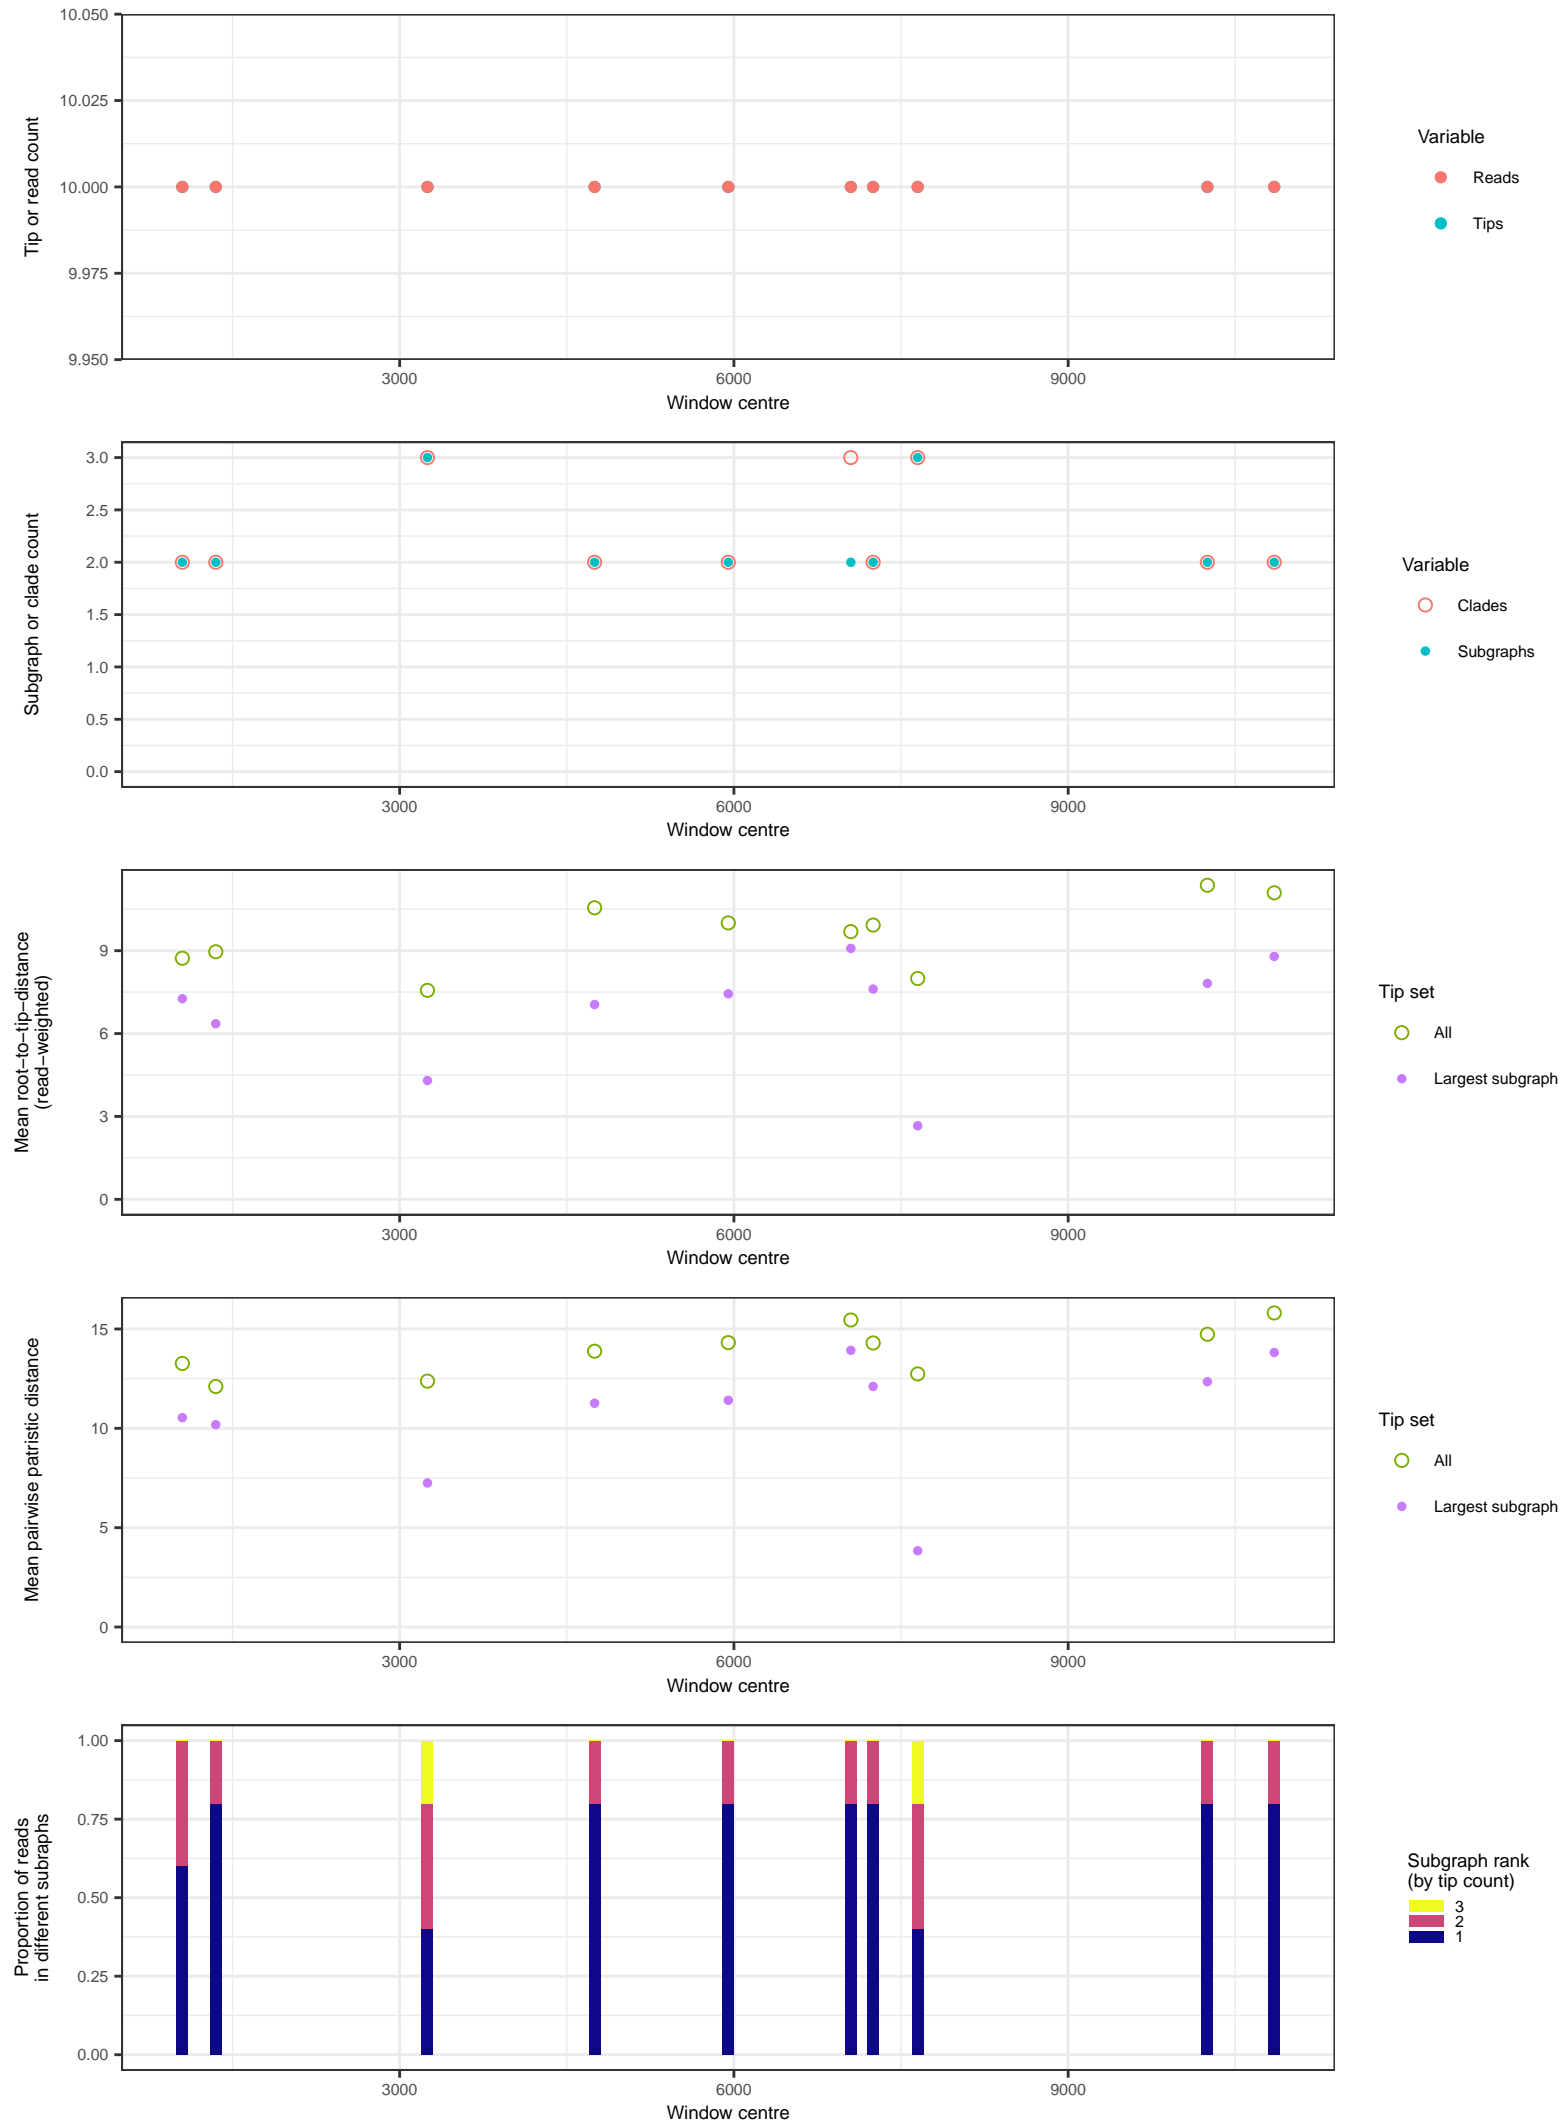 10.050
10.025
10.000
9.975
9.950
Tip or read count
3000
6000
9000
Window centre
Variable
Reads
Tips
3.0
2.5
2.0
1.5
1.0
0.5
0.0
Subgraph or clade count
3000
6000
9000
Window centre
Variable
Clades
Subgraphs
9
6
3
0
Mean root−to−tip−distance
(read−weighted)
3000
6000
9000
Window centre
Tip set
All
Largest subgraph
15
10
5
0
Mean pairwise patristic distance
3000
6000
9000
Window centre
Tip set
All
Largest subgraph
1.00
0.75
0.50
0.25
0.00
Proportion of reads
in different subraphs
3000
6000
9000
Window centre
Subgraph rank
(by tip count)
3
2
1